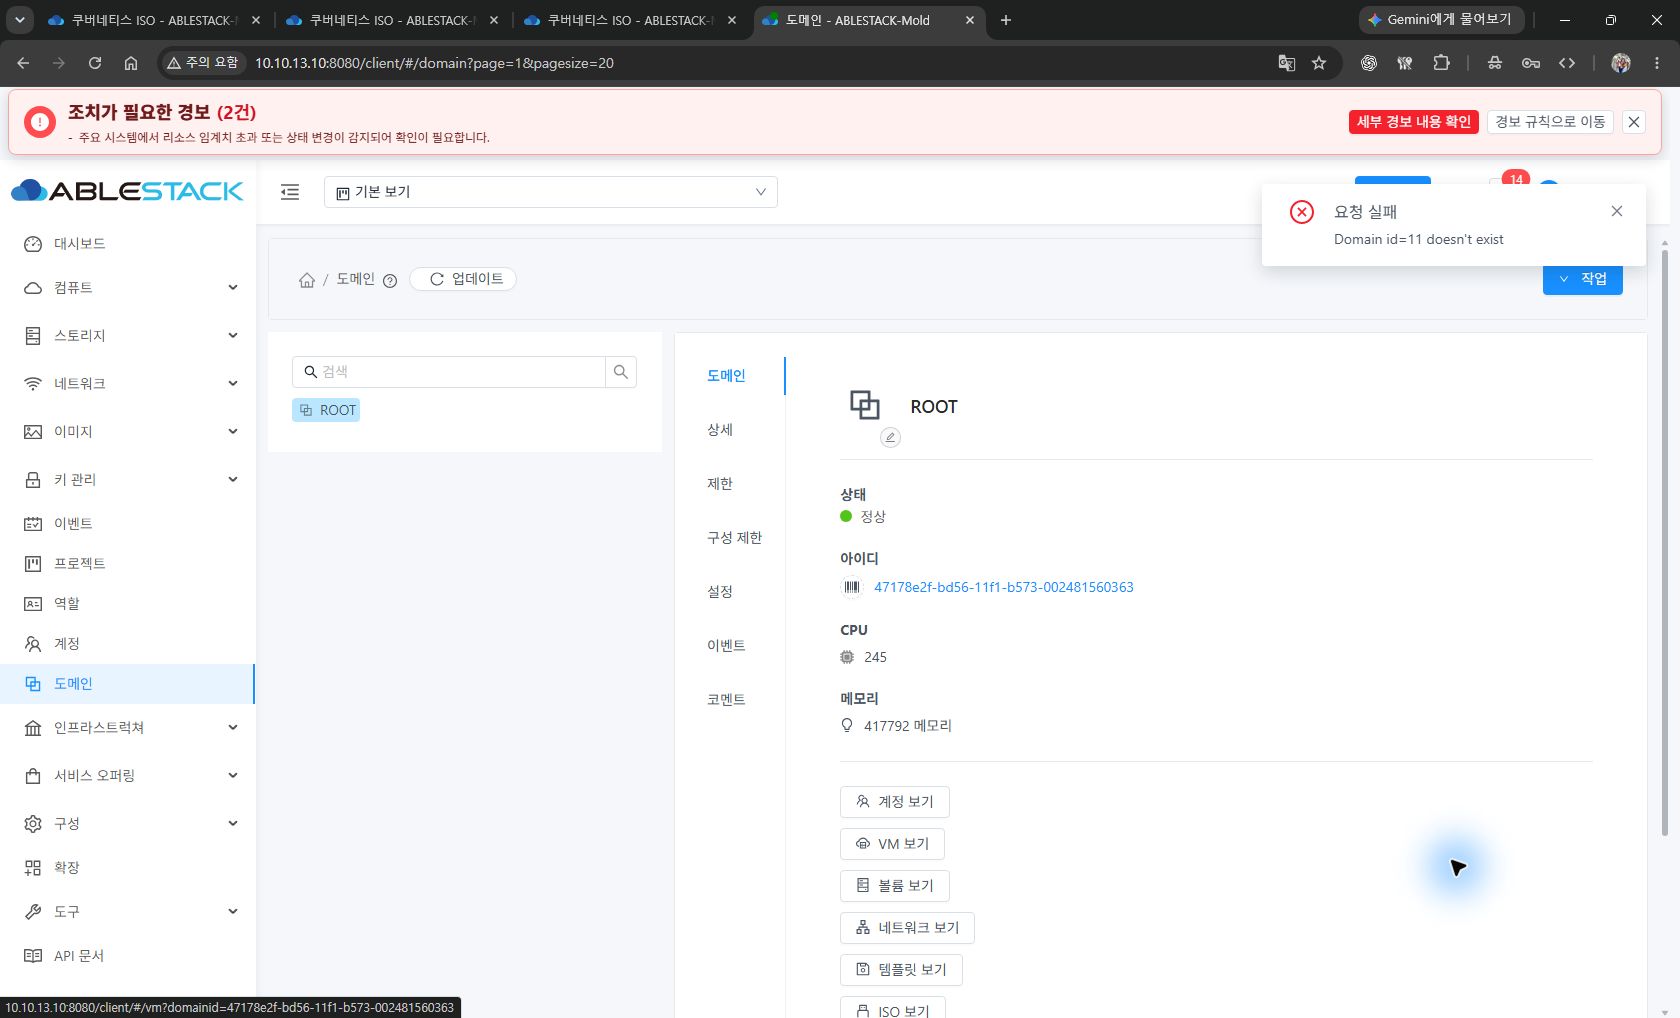 쿠버네티스 ISO - ABLESTACK-M
쿠버네티스 ISO - ABLESTACK-M
쿠버네티스 ISO - ABLESTACK-M
도메인 - ABLESTACK-Mold
Gemini에게 물어보기
주의 요함
10.10.13.10:8080/client/#/domain?page=1&pagesize=20
조치가 필요한 경보 (2건)
- 주요 시스템에서 리소스 임계치 초과 또는 상태 변경이 감지되어 확인이 필요합니다.
세부 경보 내용 확인
경보 규칙으로 이동
ABLESTACK
기본 보기
14
요청 실패
Domain id=11 doesn't exist
/ 도메인
업데이트
작업
대시보드
컴퓨트
스토리지
네트워크
이미지
키 관리
이벤트
프로젝트
역할
계정
도메인
인프라스트럭쳐
서비스 오퍼링
구성
확장
도구
API 문서
검색
ROOT
도메인
상세
제한
구성 제한
설정
이벤트
코멘트
ROOT
상태
정상
아이디
47178e2f-bd56-11f1-b573-002481560363
CPU
245
메모리
417792 메모리
계정 보기
VM 보기
볼륨 보기
네트워크 보기
템플릿 보기
ISO 보기
10.10.13.10:8080/client/#/vm?domainid=47178e2f-bd56-11f1-b573-002481560363